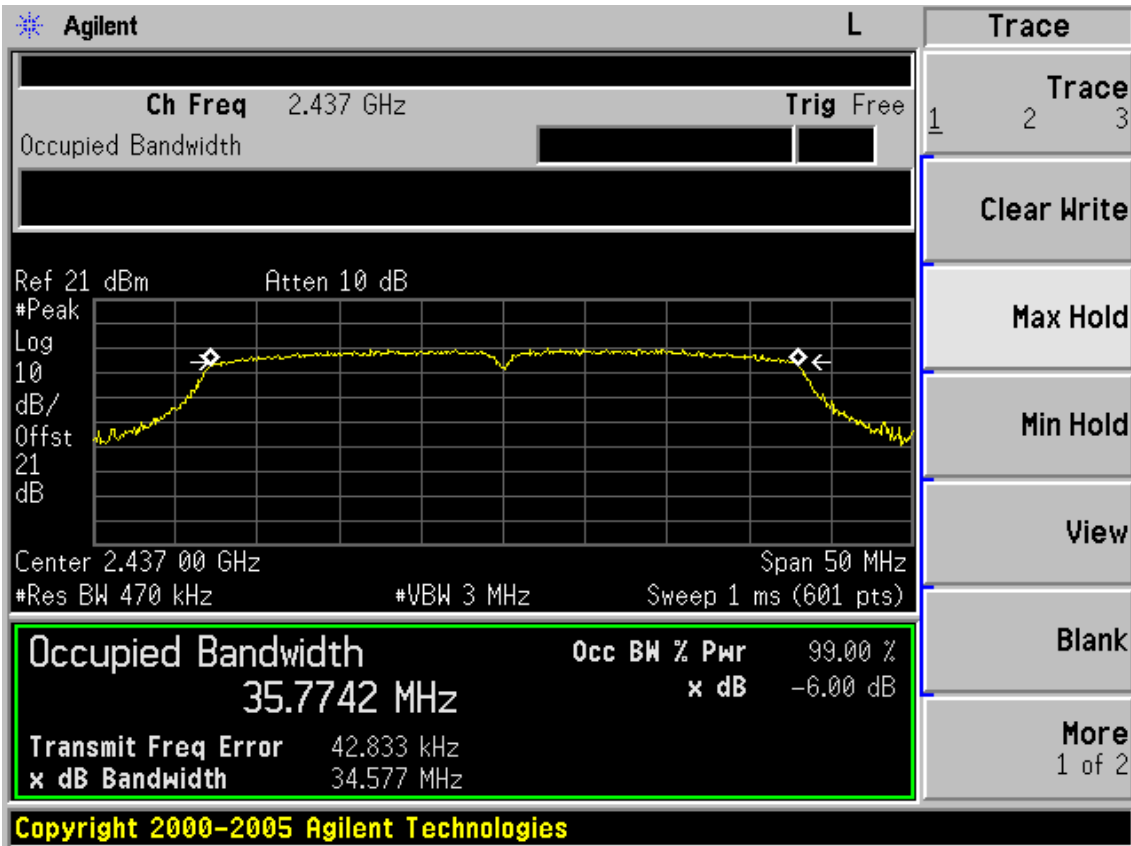 Agilent L Trace
Ch Freq 2.437 GHz Trig Free
Occupied Bandwidth
Trace
1 2 3
Clear Write
Max Hold
Min Hold
View
Blank
More
1 of 2
Ref 21 dBm Atten 10 dB
#Peak
Log
10
dB/
Offst
21
dB
Center 2.437 00 GHz Span 50 MHz
#Res BW 470 kHz #VBW 3 MHz Sweep 1 ms (601 pts)
Occupied Bandwidth Occ BW % Pwr 99.00 %
35.7742 MHz x dB -6.00 dB
Transmit Freq Error 42.833 kHz
x dB Bandwidth 34.577 MHz
Copyright 2000-2005 Agilent Technologies